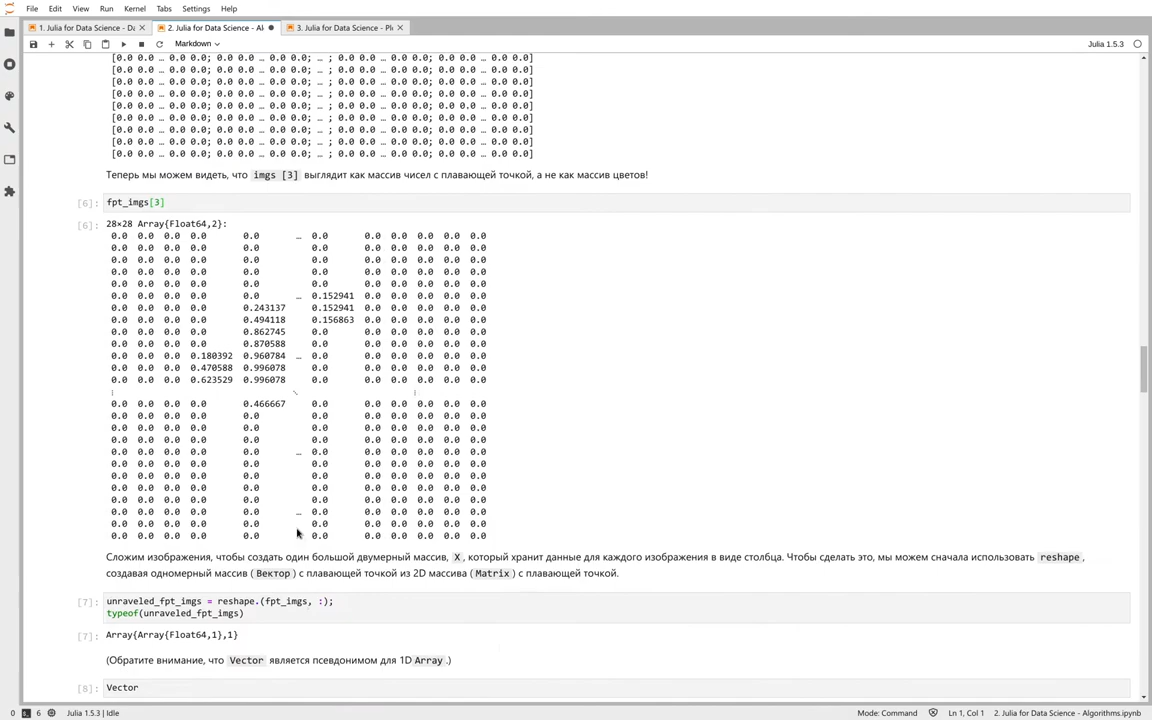 File Edit View Run Kernel Tabs Settings Help
1. Julia for Data Science - Da 2. Julia for Data Science - Al 3. Julia for Data Science - Plo
Markdown Julia 1.5.3
[0.0 0.0 … 0.0 0.0; 0.0 0.0 … 0.0 0.0; … ; 0.0 0.0 … 0.0 0.0; 0.0 0.0 … 0.0 0.0]
[0.0 0.0 … 0.0 0.0; 0.0 0.0 … 0.0 0.0; … ; 0.0 0.0 … 0.0 0.0; 0.0 0.0 … 0.0 0.0]
[0.0 0.0 … 0.0 0.0; 0.0 0.0 … 0.0 0.0; … ; 0.0 0.0 … 0.0 0.0; 0.0 0.0 … 0.0 0.0]
[0.0 0.0 … 0.0 0.0; 0.0 0.0 … 0.0 0.0; … ; 0.0 0.0 … 0.0 0.0; 0.0 0.0 … 0.0 0.0]
[0.0 0.0 … 0.0 0.0; 0.0 0.0 … 0.0 0.0; … ; 0.0 0.0 … 0.0 0.0; 0.0 0.0 … 0.0 0.0]
[0.0 0.0 … 0.0 0.0; 0.0 0.0 … 0.0 0.0; … ; 0.0 0.0 … 0.0 0.0; 0.0 0.0 … 0.0 0.0]
[0.0 0.0 … 0.0 0.0; 0.0 0.0 … 0.0 0.0; … ; 0.0 0.0 … 0.0 0.0; 0.0 0.0 … 0.0 0.0]
[0.0 0.0 … 0.0 0.0; 0.0 0.0 … 0.0 0.0; … ; 0.0 0.0 … 0.0 0.0; 0.0 0.0 … 0.0 0.0]
[0.0 0.0 … 0.0 0.0; 0.0 0.0 … 0.0 0.0; … ; 0.0 0.0 … 0.0 0.0; 0.0 0.0 … 0.0 0.0]
Теперь мы можем видеть, что imgs [3] выглядит как массив чисел с плавающей точкой, а не как массив цветов!
[6]: fpt_imgs[3]
[6]: 28×28 Array{Float64,2}:
0.0 0.0 0.0 0.0 0.0 … 0.0 0.0 0.0 0.0 0.0 0.0
0.0 0.0 0.0 0.0 0.0 0.0 0.0 0.0 0.0 0.0 0.0
0.0 0.0 0.0 0.0 0.0 0.0 0.0 0.0 0.0 0.0 0.0
0.0 0.0 0.0 0.0 0.0 0.0 0.0 0.0 0.0 0.0 0.0
0.0 0.0 0.0 0.0 0.0 0.0 0.0 0.0 0.0 0.0 0.0
0.0 0.0 0.0 0.0 0.0 … 0.152941 0.0 0.0 0.0 0.0 0.0
0.0 0.0 0.0 0.0 0.243137 0.152941 0.0 0.0 0.0 0.0 0.0
0.0 0.0 0.0 0.0 0.494118 0.156863 0.0 0.0 0.0 0.0 0.0
0.0 0.0 0.0 0.0 0.862745 0.0 0.0 0.0 0.0 0.0 0.0
0.0 0.0 0.0 0.0 0.870588 0.0 0.0 0.0 0.0 0.0 0.0
0.0 0.0 0.0 0.180392 0.960784 … 0.0 0.0 0.0 0.0 0.0 0.0
0.0 0.0 0.0 0.470588 0.996078 0.0 0.0 0.0 0.0 0.0 0.0
0.0 0.0 0.0 0.623529 0.996078 0.0 0.0 0.0 0.0 0.0 0.0
⋮ ⋱ ⋮
0.0 0.0 0.0 0.0 0.466667 0.0 0.0 0.0 0.0 0.0 0.0
0.0 0.0 0.0 0.0 0.0 0.0 0.0 0.0 0.0 0.0 0.0
0.0 0.0 0.0 0.0 0.0 0.0 0.0 0.0 0.0 0.0 0.0
0.0 0.0 0.0 0.0 0.0 0.0 0.0 0.0 0.0 0.0 0.0
0.0 0.0 0.0 0.0 0.0 … 0.0 0.0 0.0 0.0 0.0 0.0
0.0 0.0 0.0 0.0 0.0 0.0 0.0 0.0 0.0 0.0 0.0
0.0 0.0 0.0 0.0 0.0 0.0 0.0 0.0 0.0 0.0 0.0
0.0 0.0 0.0 0.0 0.0 0.0 0.0 0.0 0.0 0.0 0.0
0.0 0.0 0.0 0.0 0.0 0.0 0.0 0.0 0.0 0.0 0.0
0.0 0.0 0.0 0.0 0.0 … 0.0 0.0 0.0 0.0 0.0 0.0
0.0 0.0 0.0 0.0 0.0 0.0 0.0 0.0 0.0 0.0 0.0
0.0 0.0 0.0 0.0 0.0 0.0 0.0 0.0 0.0 0.0 0.0
Сложим изображения, чтобы создать один большой двумерный массив, X, который хранит данные для каждого изображения в виде столбца. Чтобы сделать это, мы можем сначала использовать reshape,
создавая одномерный массив (Вектор) с плавающей точкой из 2D массива (Matrix) с плавающей точкой.
[7]: unraveled_fpt_imgs = reshape.(fpt_imgs, :);
typeof(unraveled_fpt_imgs)
[7]: Array{Array{Float64,1},1}
(Обратите внимание, что Vector является псевдонимом для 1D Array.)
[8]: Vector
0 6 Julia 1.5.3 | Idle Mode: Command Ln 1, Col 1 2. Julia for Data Science - Algorithms.ipynb